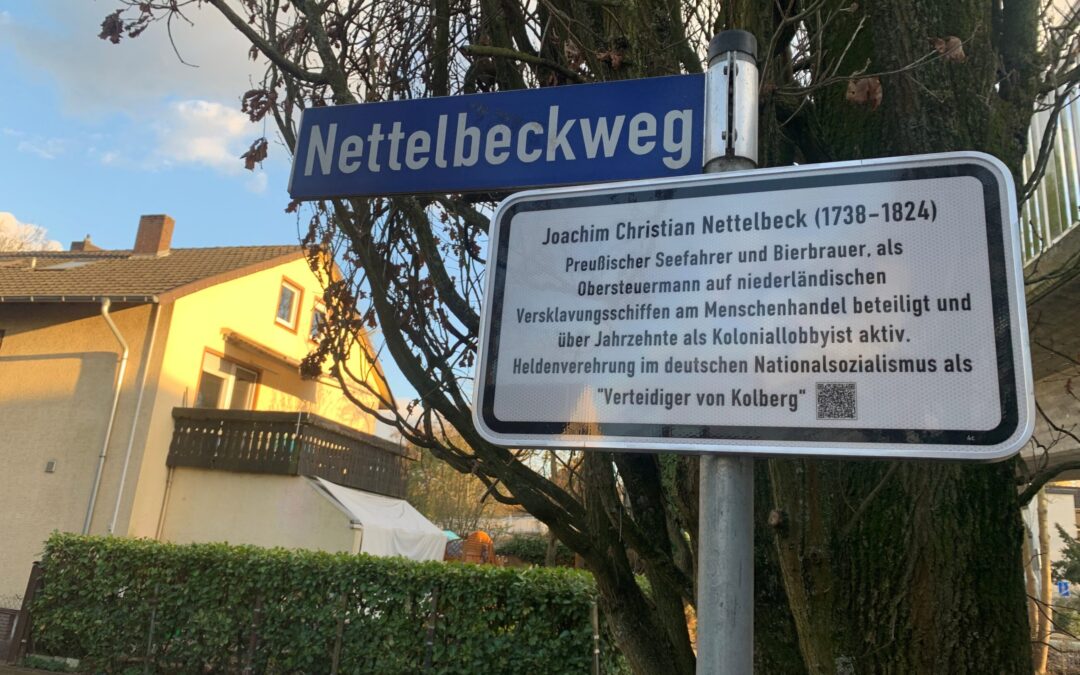 Nettelbeckweg
Joachim Christian Nettelbeck (1738-1824)
Preußischer Seefahrer und Bierbrauer, als
Obersteuermann auf niederländischen
Versklavungsschiffen am Menschenhandel beteiligt und
über Jahrzehnte als Koloniallobbyist aktiv.
Heldenverehrung im deutschen Nationalsozialismus als
"Verteidiger von Kolberg"